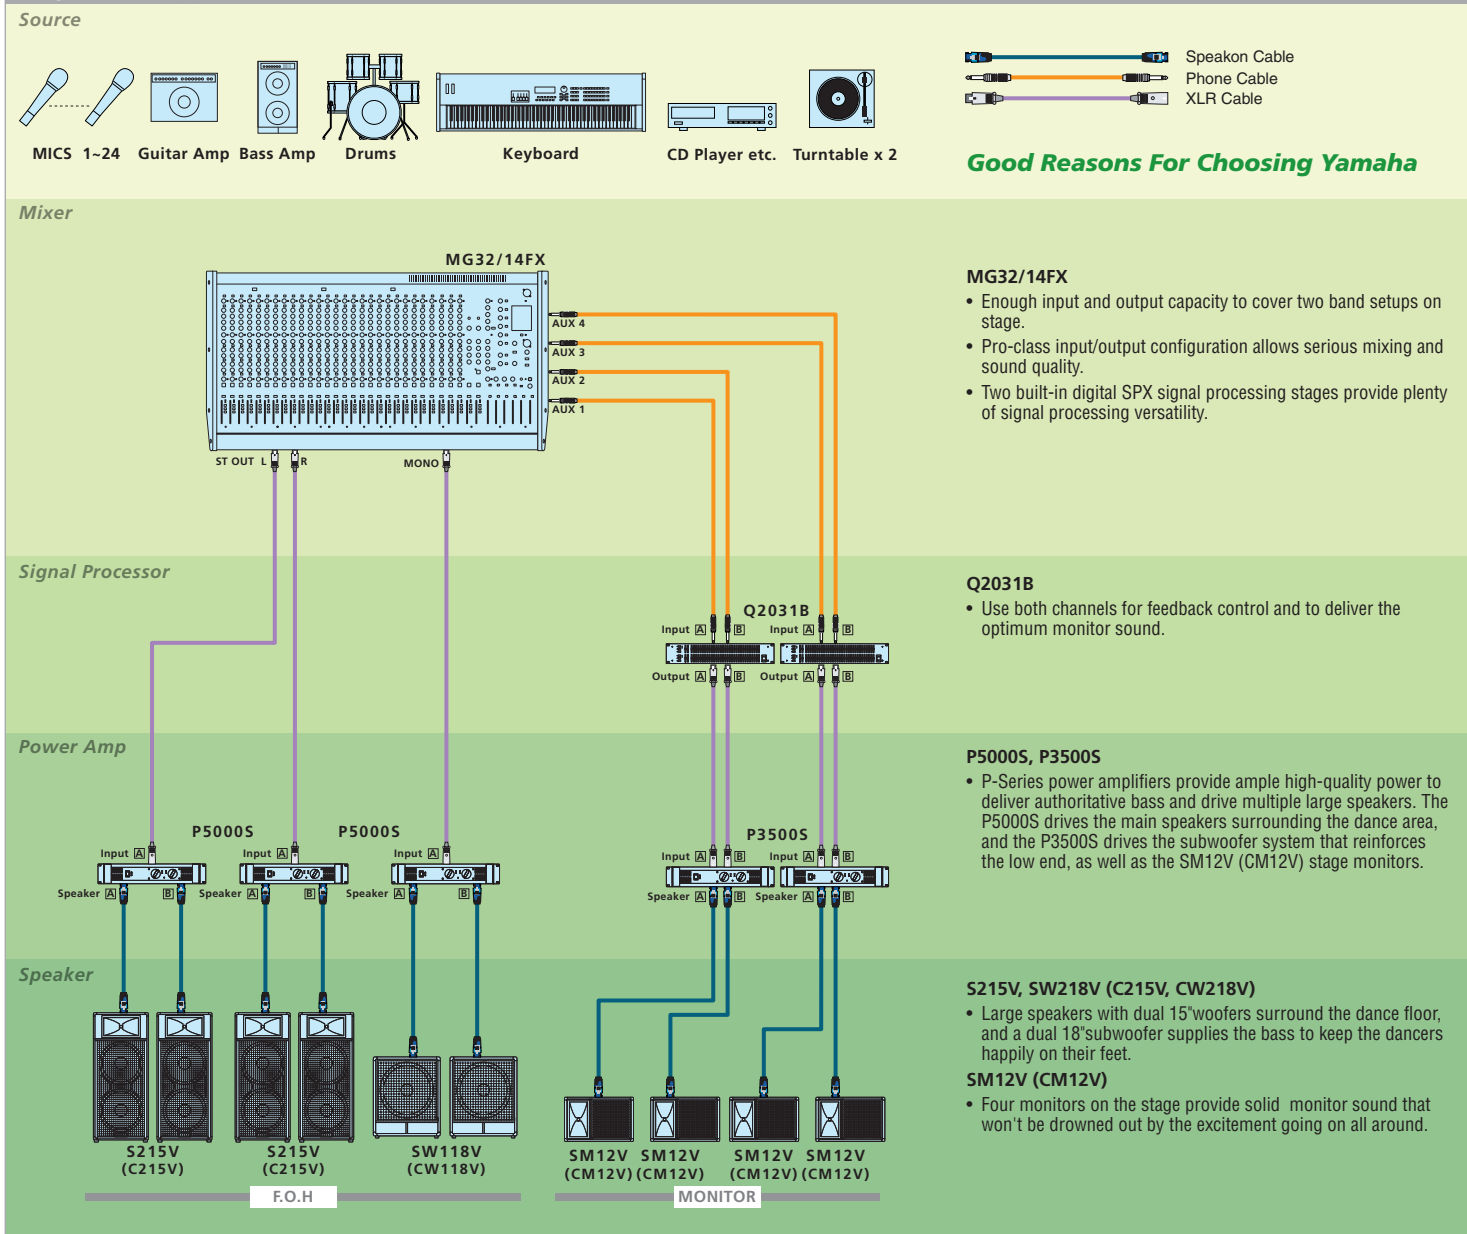 Source
Speakon Cable
Phone Cable
XLR Cable
MICS 1~24 Guitar Amp Bass Amp Drums Keyboard CD Player etc. Turntable x 2
Good Reasons For Choosing Yamaha
Mixer
MG32/14FX
AUX 4
AUX 3
AUX 2
AUX 1
ST OUT L R MONO
MG32/14FX
• Enough input and output capacity to cover two band setups on
stage.
• Pro-class input/output configuration allows serious mixing and
sound quality.
• Two built-in digital SPX signal processing stages provide plenty
of signal processing versatility.
Signal Processor
Q2031B
Input A B Input A B
Output A B Output A B
Q2031B
• Use both channels for feedback control and to deliver the
optimum monitor sound.
Power Amp
P5000S P5000S P3500S
Input A Input A Input A Input A B Input A B
Speaker A B Speaker A B Speaker A B Speaker A B Speaker A B
P5000S, P3500S
• P-Series power amplifiers provide ample high-quality power to
deliver authoritative bass and drive multiple large speakers. The
P5000S drives the main speakers surrounding the dance area,
and the P3500S drives the subwoofer system that reinforces
the low end, as well as the SM12V (CM12V) stage monitors.
Speaker
S215V S215V SW118V SM12V SM12V SM12V SM12V
(C215V) (C215V) (CW118V) (CM12V) (CM12V) (CM12V) (CM12V)
F.O.H MONITOR
S215V, SW218V (C215V, CW218V)
• Large speakers with dual 15"woofers surround the dance floor,
and a dual 18"subwoofer supplies the bass to keep the dancers
happily on their feet.
SM12V (CM12V)
• Four monitors on the stage provide solid monitor sound that
won't be drowned out by the excitement going on all around.